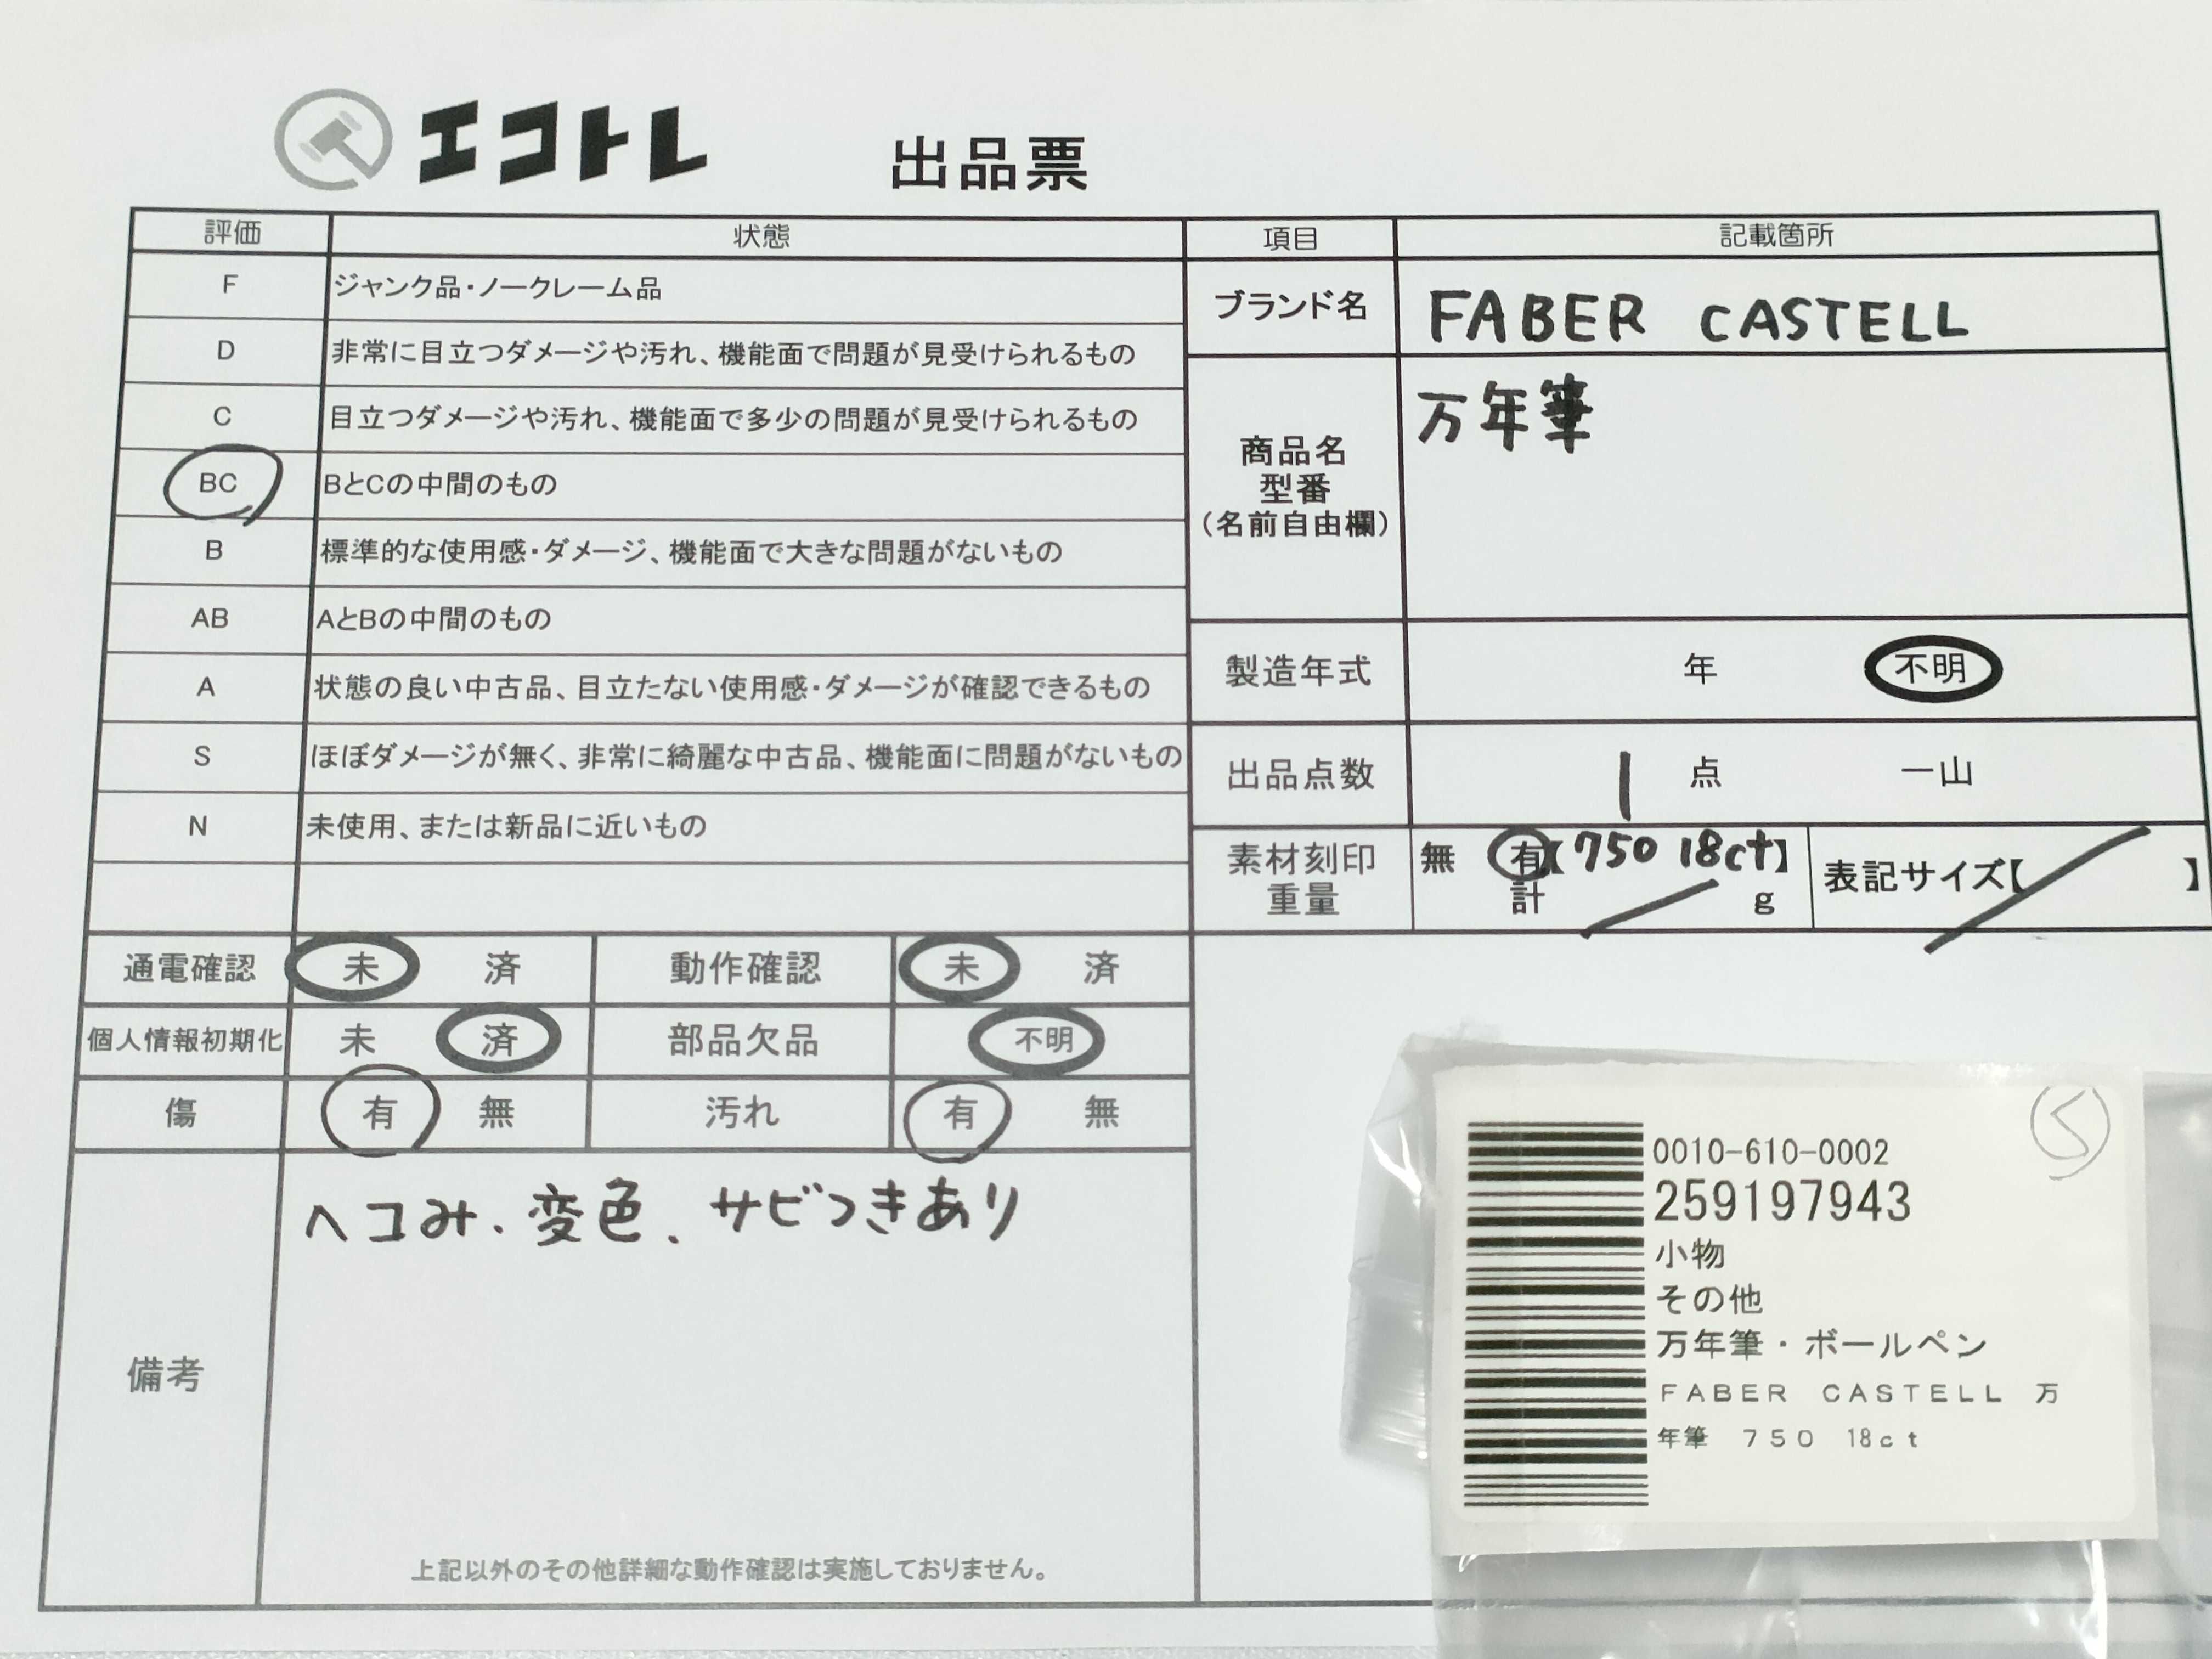 エコトレ 出品票
評価 状態
F ジャンク品・ノークレーム品
D 非常に目立つダメージや汚れ、機能面で問題が見受けられるもの
C 目立つダメージや汚れ、機能面で多少の問題が見受けられるもの
BC BとCの中間のもの
B 標準的な使用感・ダメージ、機能面で大きな問題がないもの
AB AとBの中間のもの
A 状態の良い中古品、目立たない使用感・ダメージが確認できるもの
S ほぼダメージが無く、非常に綺麗な中古品、機能面に問題がないもの
N 未使用、または新品に近いもの
項目 記載箇所
ブランド名 FABER CASTELL
商品名
型番
（名前自由欄）
万年筆
製造年式 年 不明
出品点数 1 点 一山
素材刻印 無 有【750 18ct】
重量 計 g
表記サイズ【 】
通電確認 未 済 動作確認 未 済
個人情報初期化 未 済 部品欠品 不明
傷 有 無 汚れ 有 無
備考
ヘコみ、変色、サビつきあり
上記以外のその他詳細な動作確認は実施しておりません。
S
0010-610-0002
259197943
小物
その他
万年筆・ボールペン
FABER CASTELL 万
年筆 750 18ct